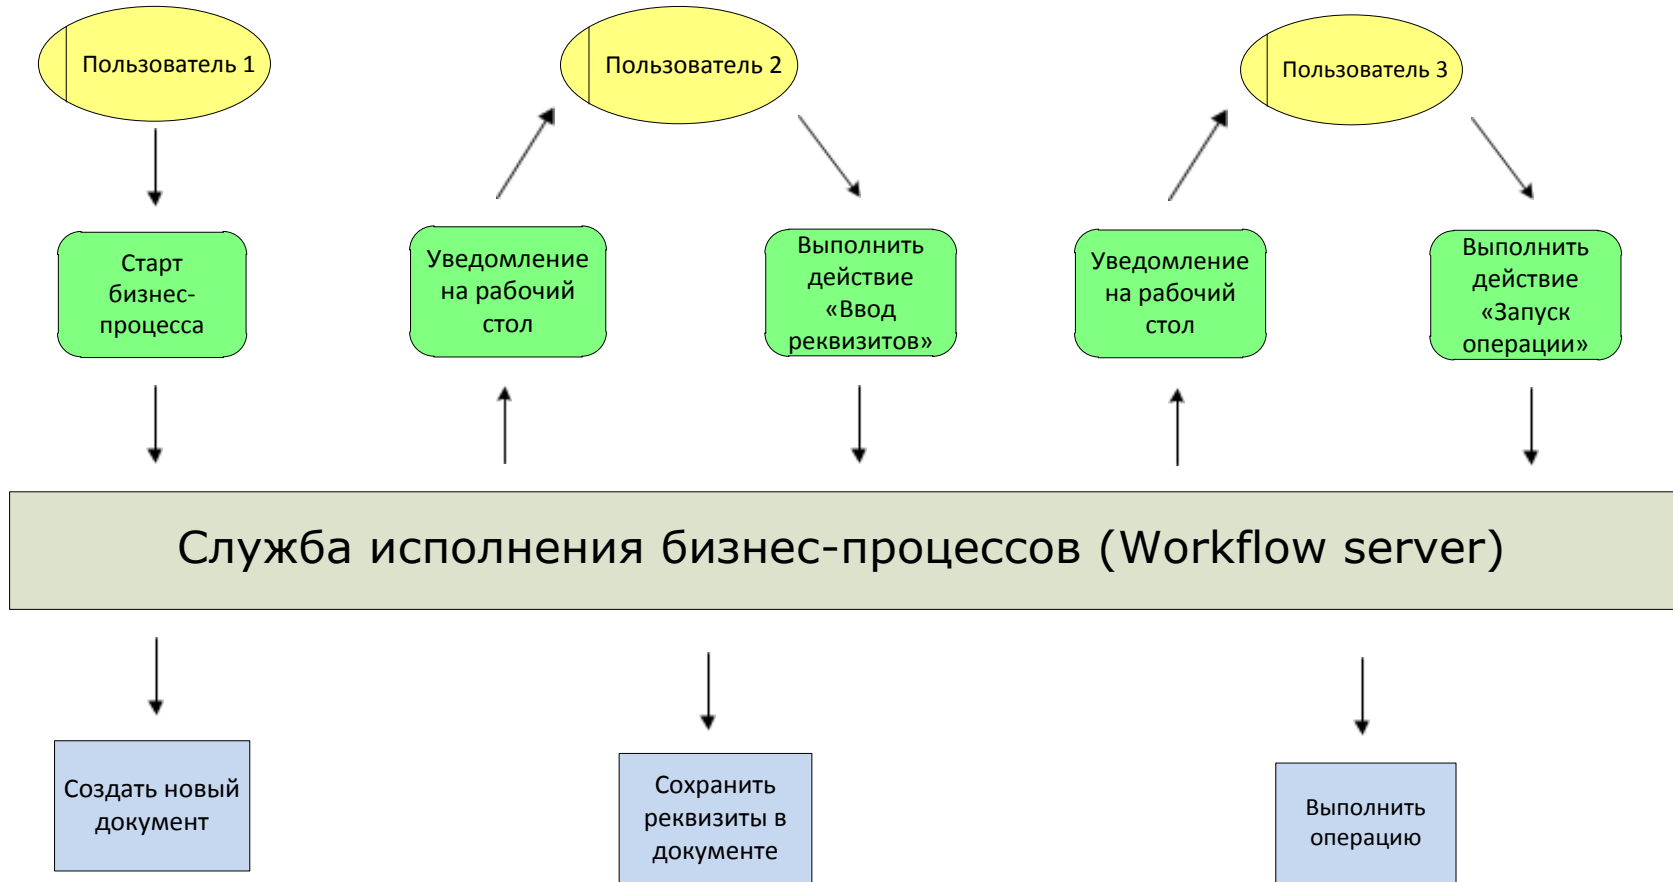 Пользователь 1
Пользователь 2
Пользователь 3
Старт
бизнес-
процесса
Уведомление
на рабочий
стол
Выполнить
действие
«Ввод
реквизитов»
Уведомление
на рабочий
стол
Выполнить
действие
«Запуск
операции»
Служба исполнения бизнес-процессов (Workflow server)
Создать новый
документ
Сохранить
реквизиты в
документе
Выполнить
операцию